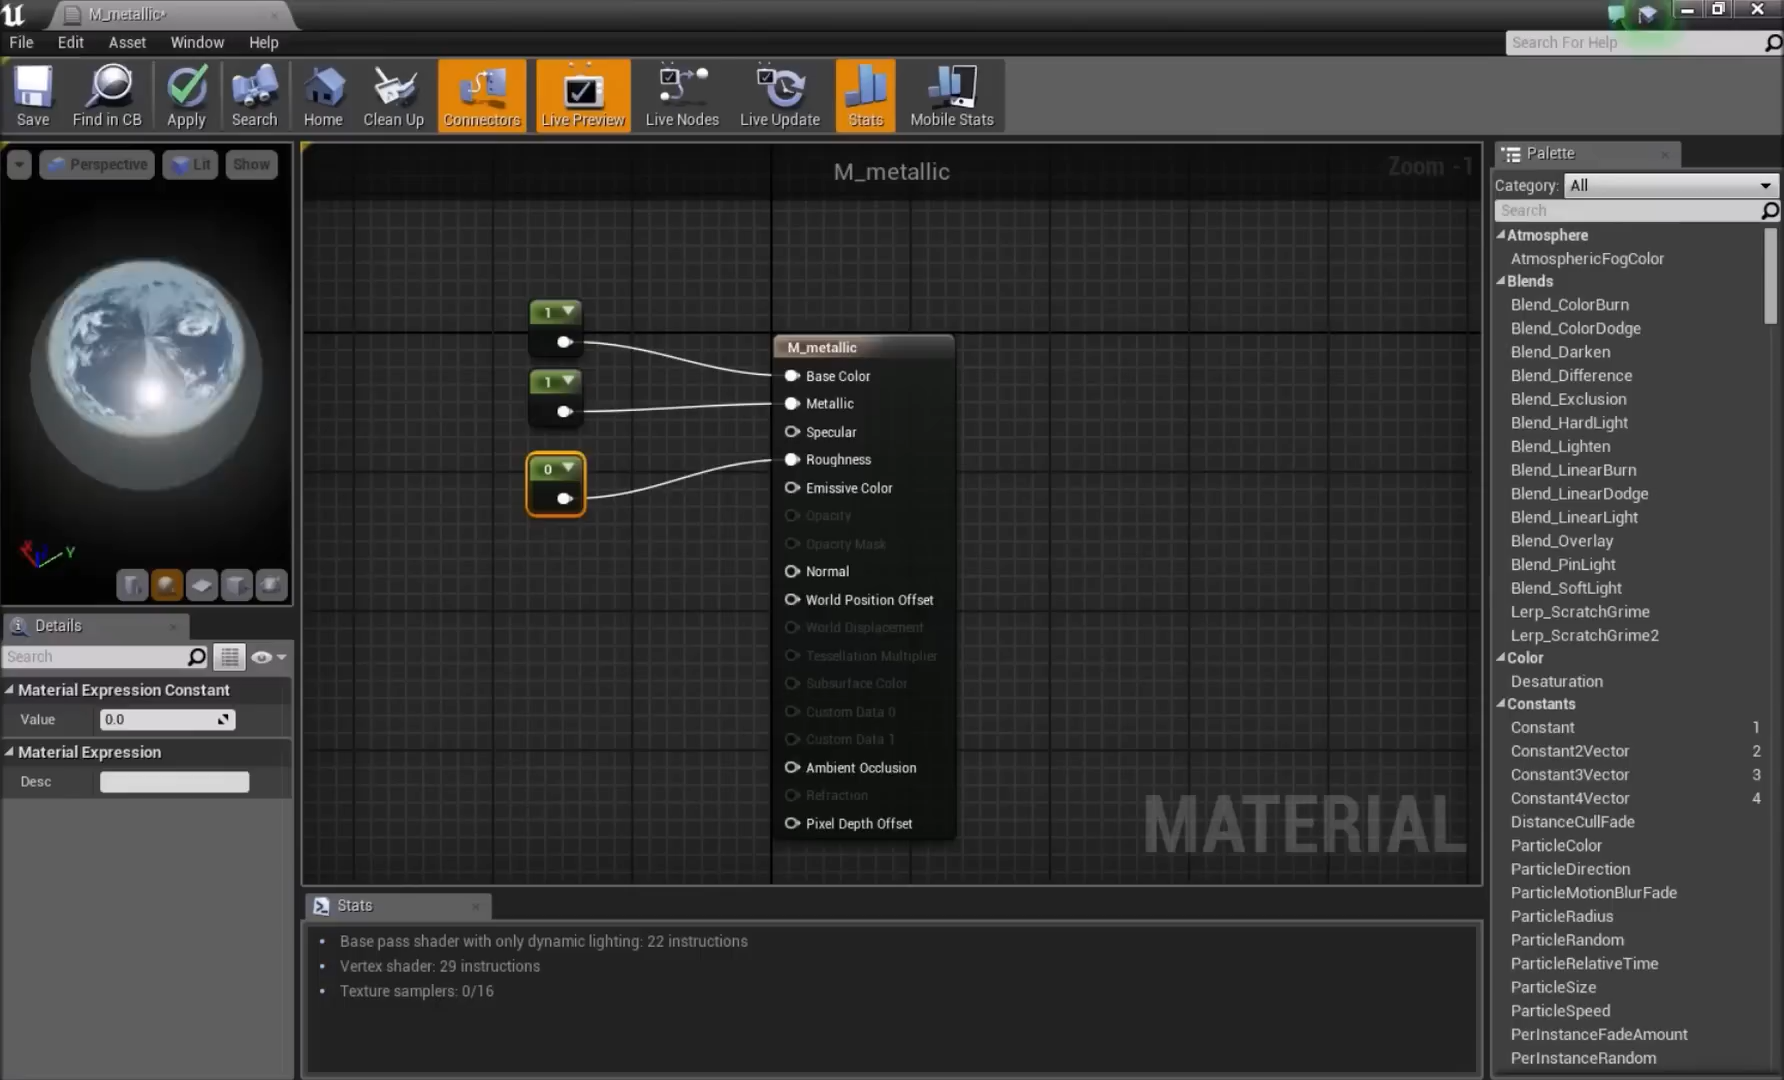 M_metallic*
File Edit Asset Window Help
Search For Help
Save Find in CB Apply Search Home Clean Up Connectors Live Preview Live Nodes Live Update Stats Mobile Stats
Perspective Lit Show
M_metallic
Zoom -1
1
1
0
M_metallic
Base Color
Metallic
Specular
Roughness
Emissive Color
Opacity
Opacity Mask
Normal
World Position Offset
World Displacement
Tessellation Multiplier
Subsurface Color
Custom Data 0
Custom Data 1
Ambient Occlusion
Refraction
Pixel Depth Offset
MATERIAL
Y
Details
Search
Material Expression Constant
Value 0.0
Material Expression
Desc
Stats
Base pass shader with only dynamic lighting: 22 instructions
Vertex shader: 29 instructions
Texture samplers: 0/16
Palette
Category: All
Search
Atmosphere
AtmosphericFogColor
Blends
Blend_ColorBurn
Blend_ColorDodge
Blend_Darken
Blend_Difference
Blend_Exclusion
Blend_HardLight
Blend_Lighten
Blend_LinearBurn
Blend_LinearDodge
Blend_LinearLight
Blend_Overlay
Blend_PinLight
Blend_SoftLight
Lerp_ScratchGrime
Lerp_ScratchGrime2
Color
Desaturation
Constants
Constant 1
Constant2Vector 2
Constant3Vector 3
Constant4Vector 4
DistanceCullFade
ParticleColor
ParticleDirection
ParticleMotionBlurFade
ParticleRadius
ParticleRandom
ParticleRelativeTime
ParticleSize
ParticleSpeed
PerInstanceFadeAmount
PerInstanceRandom